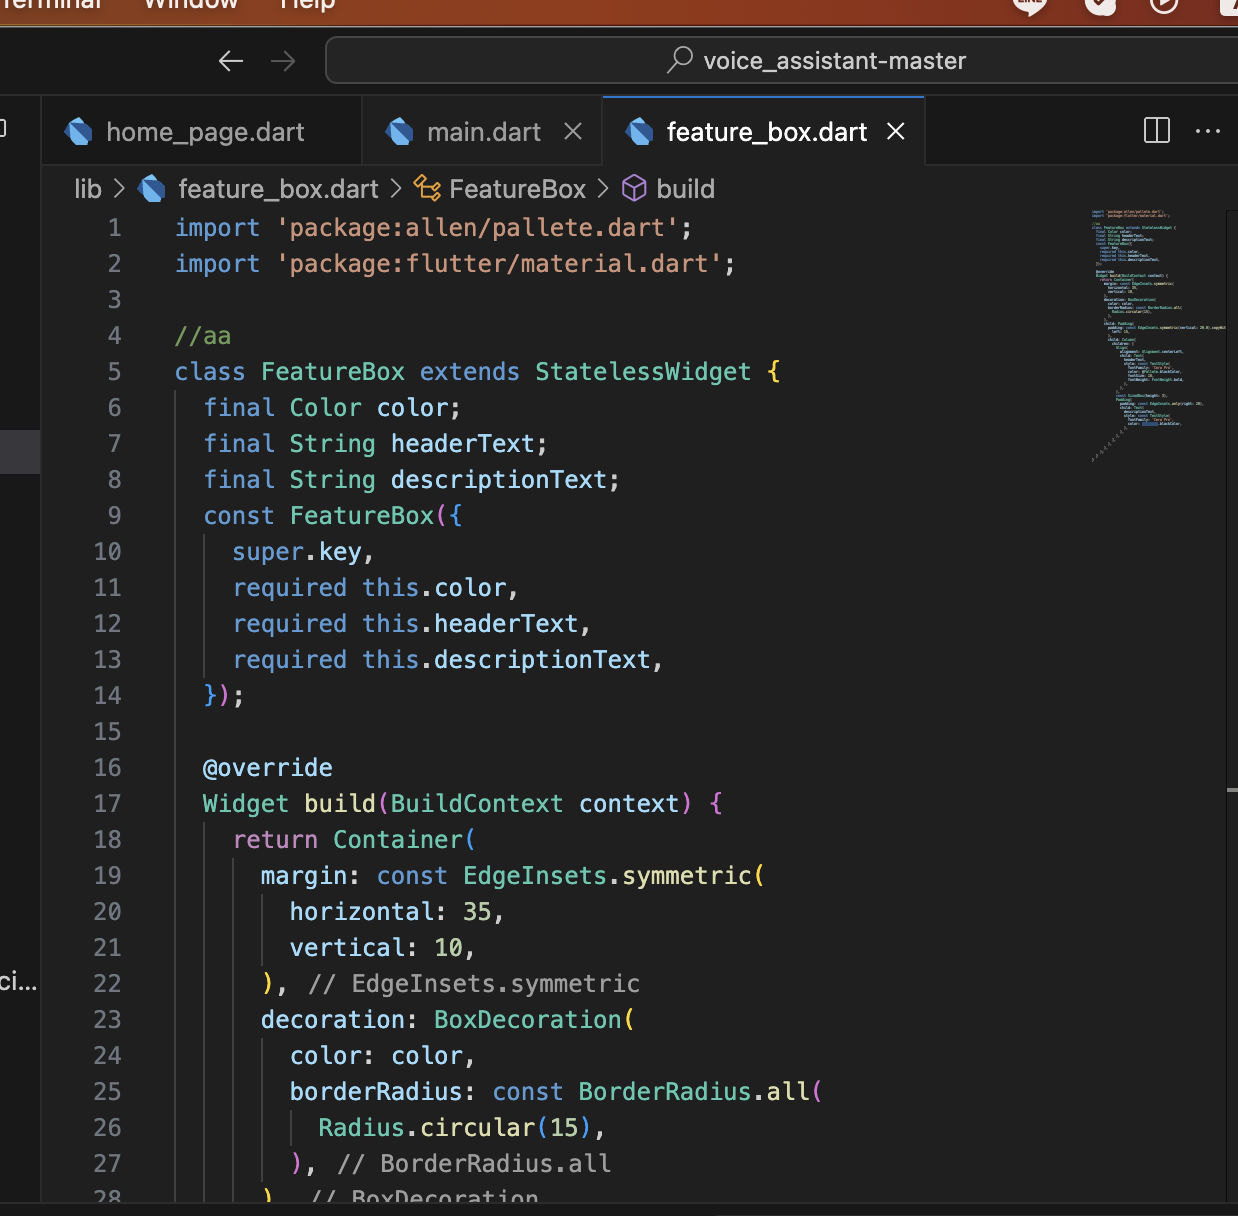 Terminal Window Help
voice_assistant-master
home_page.dart main.dart feature_box.dart
lib > feature_box.dart > FeatureBox > build
1 import 'package:allen/pallete.dart';
2 import 'package:flutter/material.dart';
3
4 //aa
5 class FeatureBox extends StatelessWidget {
6 final Color color;
7 final String headerText;
8 final String descriptionText;
9 const FeatureBox({
10 super.key,
11 required this.color,
12 required this.headerText,
13 required this.descriptionText,
14 });
15
16 @override
17 Widget build(BuildContext context) {
18 return Container(
19 margin: const EdgeInsets.symmetric(
20 horizontal: 35,
21 vertical: 10,
22 ), // EdgeInsets.symmetric
23 decoration: BoxDecoration(
24 color: color,
25 borderRadius: const BorderRadius.all(
26 Radius.circular(15),
ci...
27 ), // BorderRadius.all
28 ) // BoxDecoration